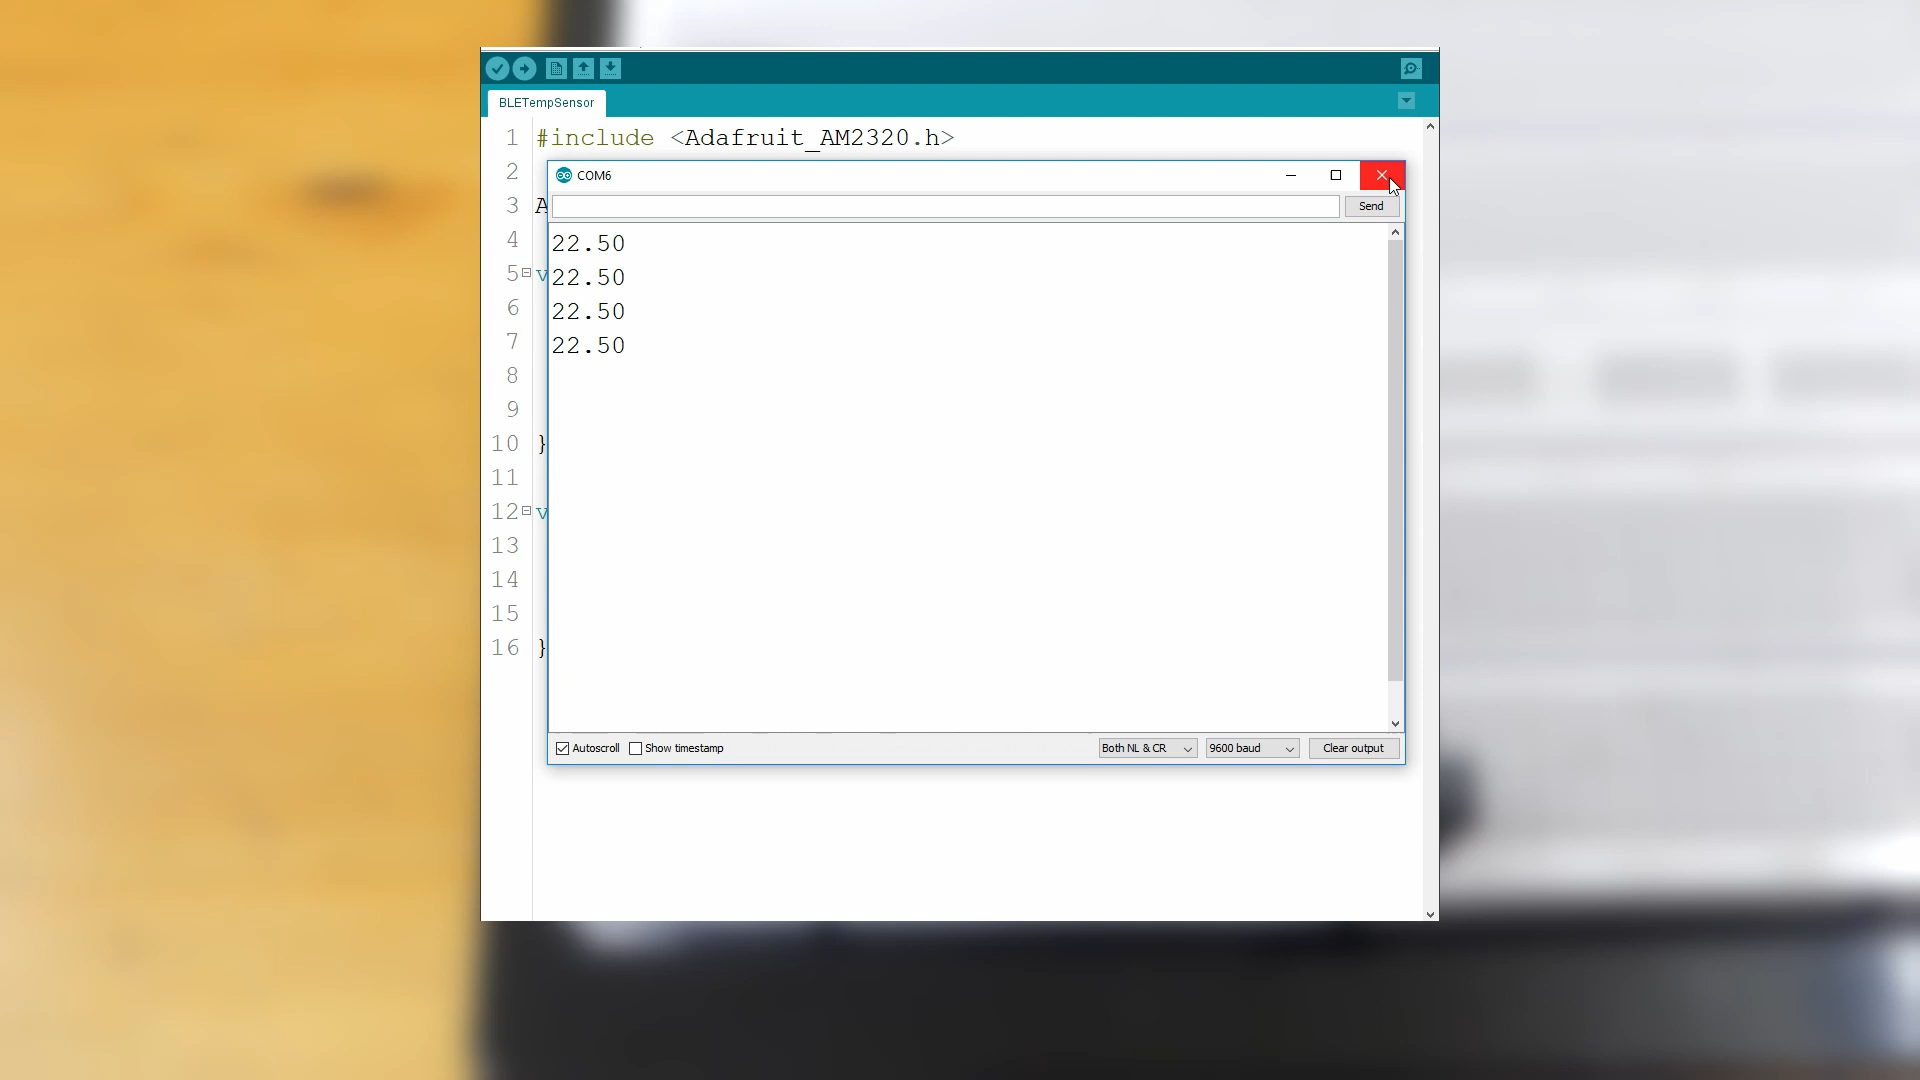 BLETempSensor
1 #include <Adafruit_AM2320.h>
2
COM6
3 A
Send
4
22.50
5 v
22.50
6
22.50
7
22.50
8
9
10 }
11
12 v
13
14
15
16 }
Autoscroll Show timestamp Both NL & CR 9600 baud Clear output